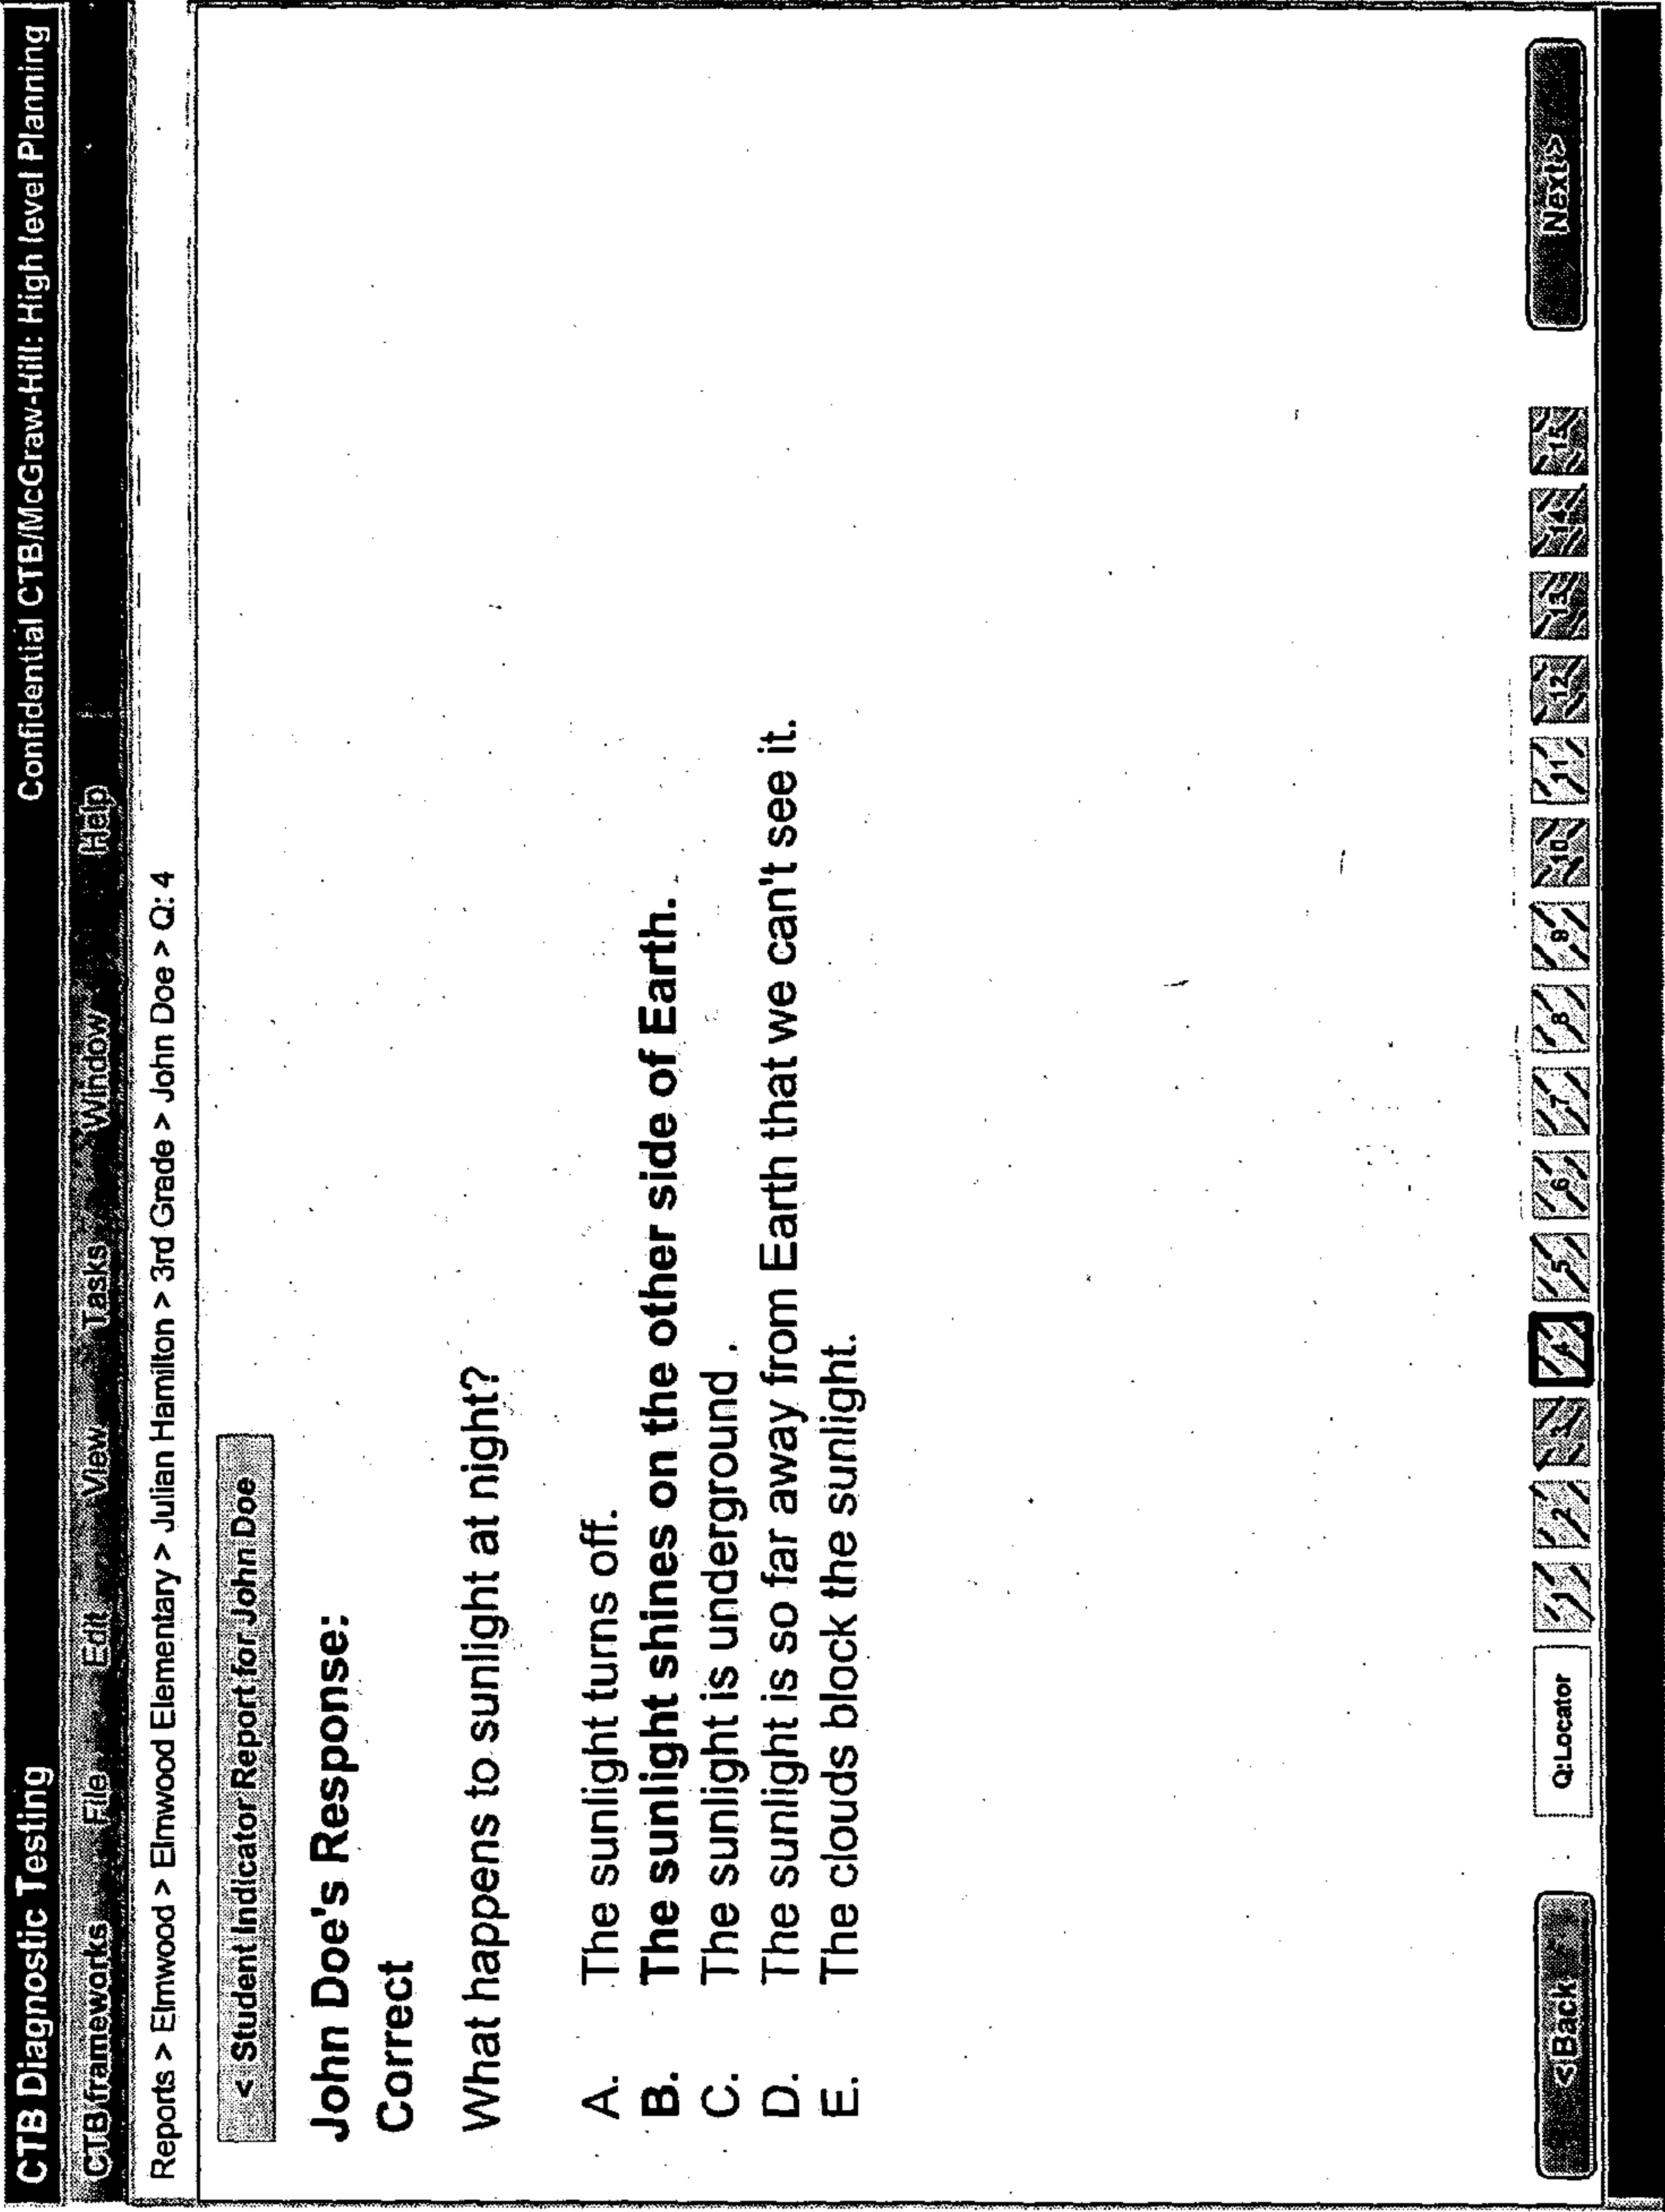 CTB Diagnostic Testing Confidential CTB/McGraw-Hill: High level Planning
CTB frameworks File Edit View Tasks Window Help
Reports > Elmwood > Elmwood Elementary > Julian Hamilton > 3rd Grade > John Doe > Q: 4
< Student Indicator Report for John Doe
John Doe's Response:
Correct
What happens to sunlight at night?
A. The sunlight turns off.
B. The sunlight shines on the other side of Earth.
C. The sunlight is underground.
D. The sunlight is so far away from Earth that we can't see it.
E. The clouds block the sunlight.
<Back Q:Locator 1 2 3 4 5 6 7 8 9 10 11 12 13 14 15 Next>